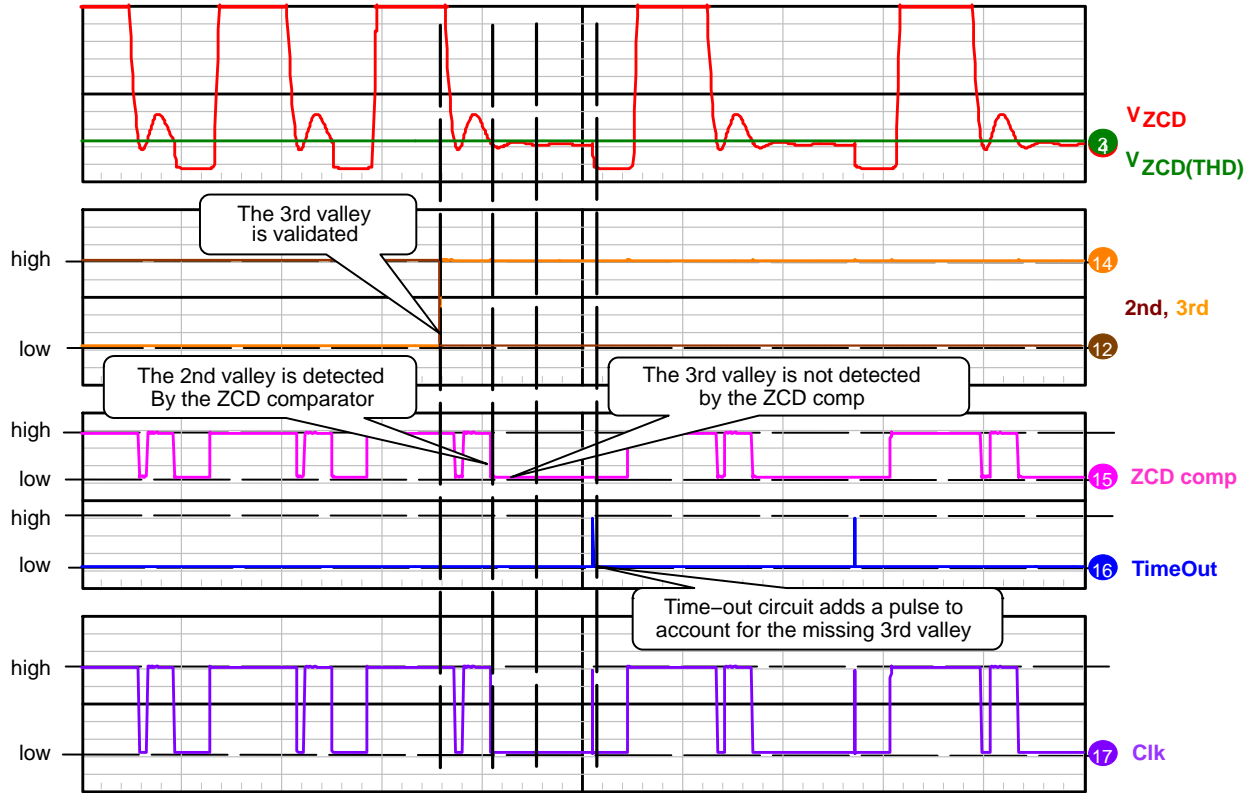 VZCD
3
4
VZCD(THD)
The 3rd valley
is validated
high
14
2nd, 3rd
low
12
The 2nd valley is detected
By the ZCD comparator
The 3rd valley is not detected
by the ZCD comp
high
low
15
ZCD comp
high
low
16
TimeOut
Time−out circuit adds a pulse to
account for the missing 3rd valley
high
low
17
Clk